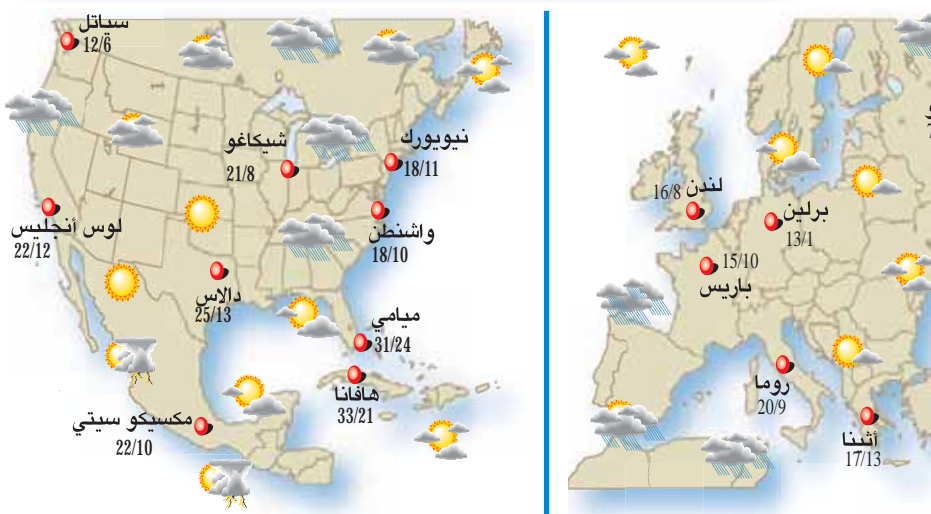 سياتل
12/6
شيكاغو
21/8
نيويورك
18/11
لوس أنجليس
22/12
واشنطن
18/10
دالاس
25/13
ميامي
31/24
هافانا
33/21
مكسيكو سيتي
22/10
لندن
16/8
برلين
13/1
15/10
باريس
روما
20/9
أثينا
17/13